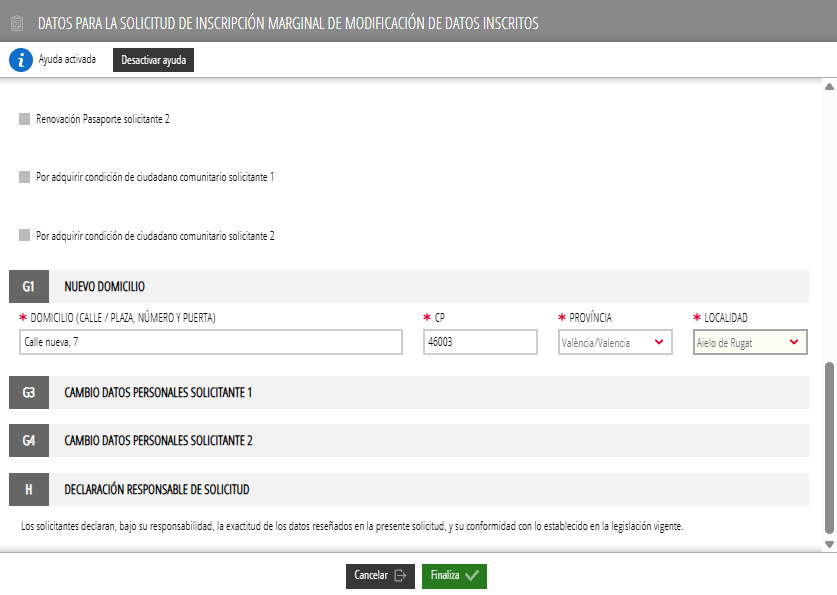 DATOS PARA LA SOLICITUD DE INSCRIPCIÓN MARGINAL DE MODIFICACIÓN DE DATOS INSCRITOS
i Ayuda activada Desactivar ayuda
Renovación Pasaporte solicitante 2
Por adquirir condición de ciudadano comunitario solicitante 1
Por adquirir condición de ciudadano comunitario solicitante 2
G1 NUEVO DOMICILIO
* DOMICILIO (CALLE / PLAZA, NÚMERO Y PUERTA) * CP * PROVÍNCIA * LOCALIDAD
Calle nueva, 7 46003 València/Valencia Aielo de Rugat
G3 CAMBIO DATOS PERSONALES SOLICITANTE 1
G4 CAMBIO DATOS PERSONALES SOLICITANTE 2
H DECLARACIÓN RESPONSABLE DE SOLICITUD
Los solicitantes declaran, bajo su responsabilidad, la exactitud de los datos reseñados en la presente solicitud, y su conformidad con lo establecido en la legislación vigente.
Cancelar Finaliza